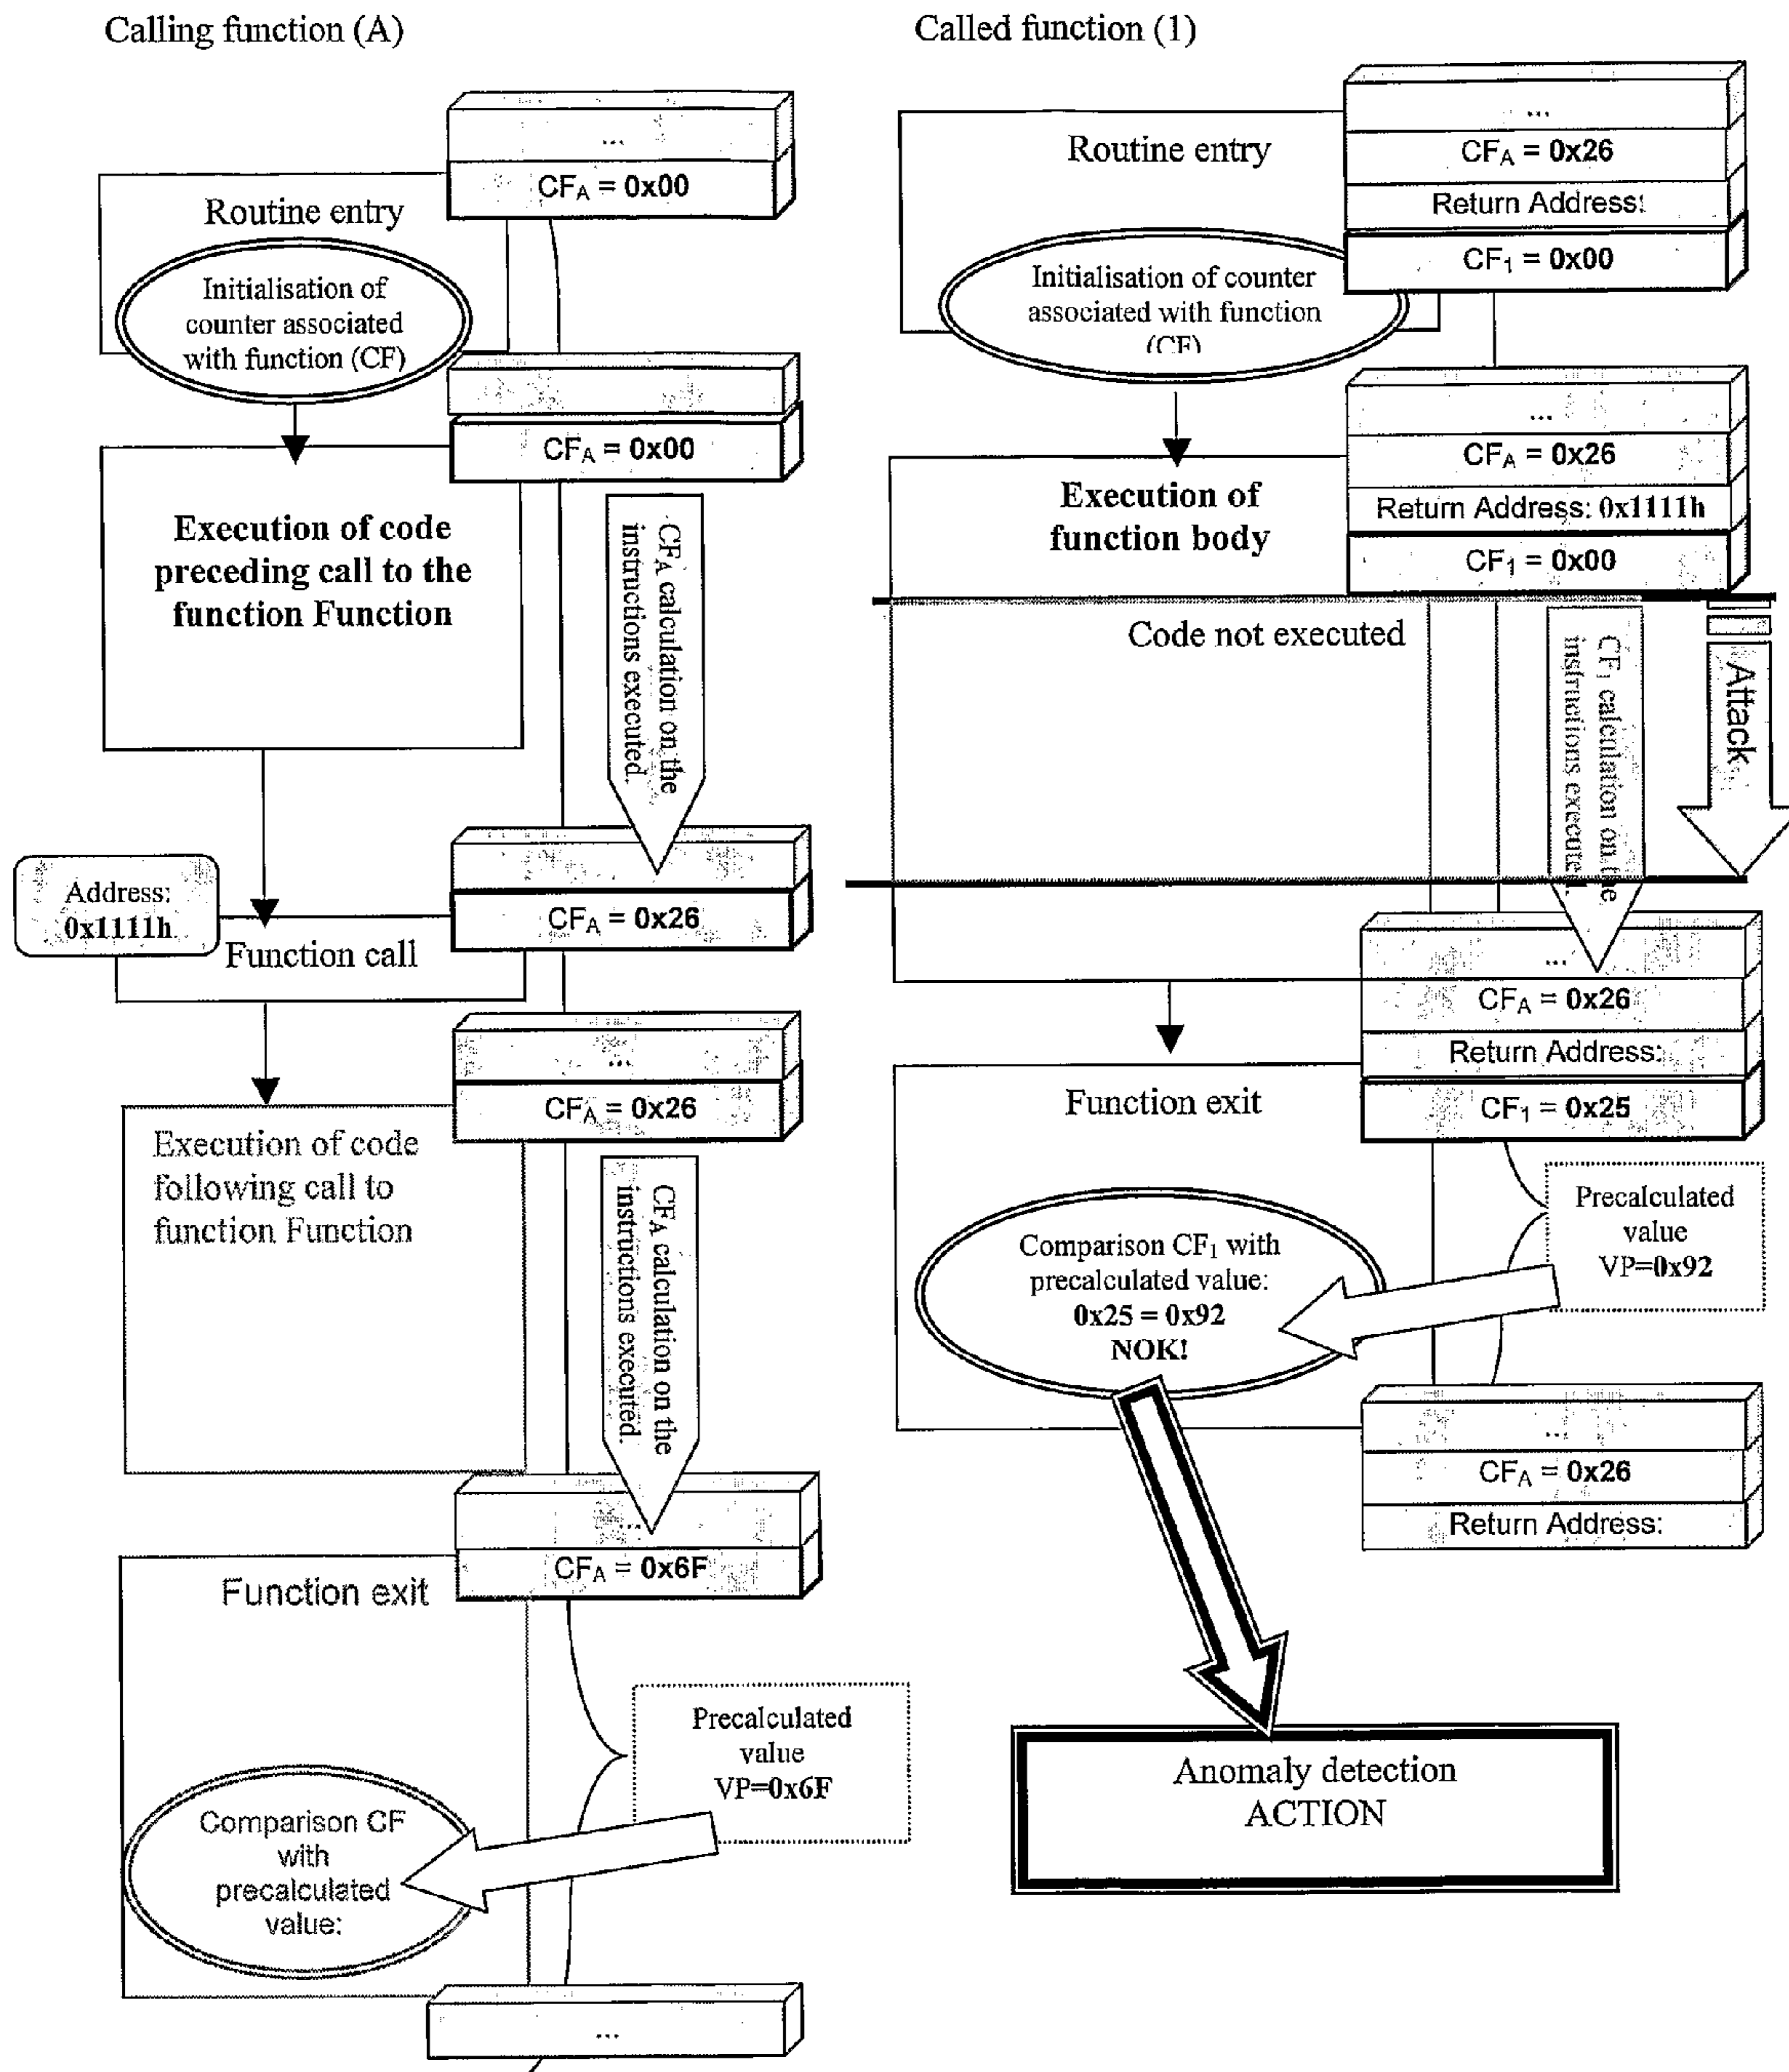 Calling function (A)
...
CFA = 0x00
Routine entry
Initialisation of
counter associated
with function (CF)
CFA = 0x00
Execution of code
preceding call to the
function Function
CFA calculation on the
instructions executed.
Address:
0x1111h
CFA = 0x26
Function call
...
CFA = 0x26
Execution of code
following call to
function Function
CFA calculation on the
instructions executed.
...
CFA = 0x6F
Function exit
Precalculated
value
VP=0x6F
Comparison CF
with
precalculated
value:
...
Called function (1)
...
CFA = 0x26
Return Address:
CF1 = 0x00
Routine entry
Initialisation of counter
associated with function
(CF)
...
CFA = 0x26
Return Address: 0x1111h
CF1 = 0x00
Execution of
function body
Code not executed
CF1 calculation on the
instructions execute
Attack
...
CFA = 0x26
Return Address:
CF1 = 0x25
Function exit
Precalculated
value
VP=0x92
Comparison CF1 with
precalculated value:
0x25 = 0x92
NOK!
...
CFA = 0x26
Return Address:
Anomaly detection
ACTION